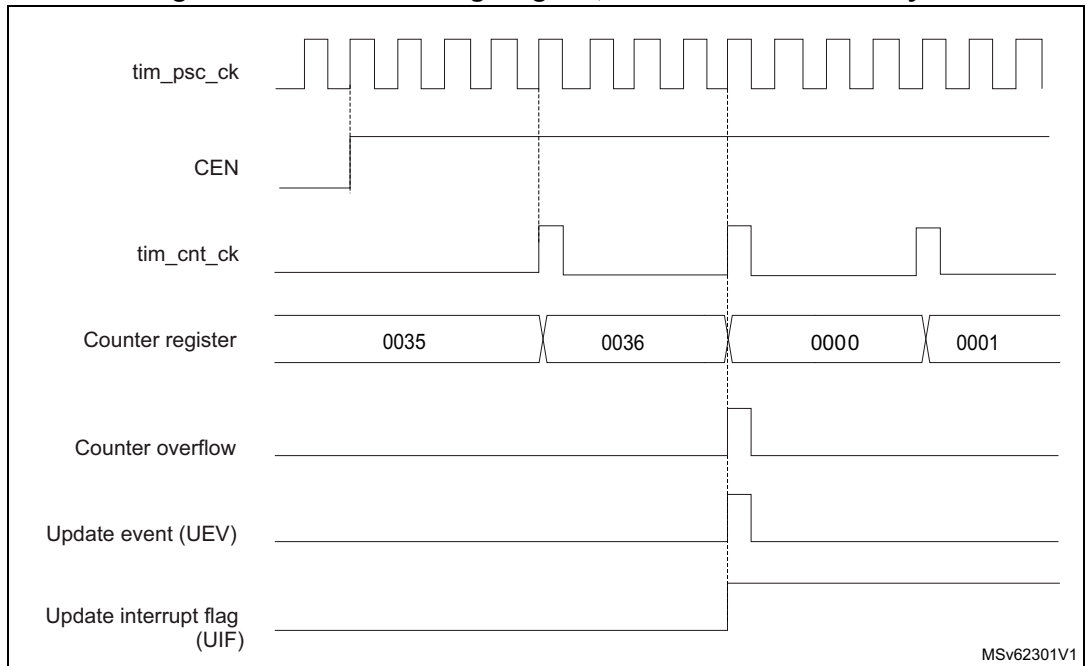 tim_psc_ck
CEN
tim_cnt_ck
Counter register
0035
0036
0000
0001
Counter overflow
Update event (UEV)
Update interrupt flag
(UIF)
MSv62301V1